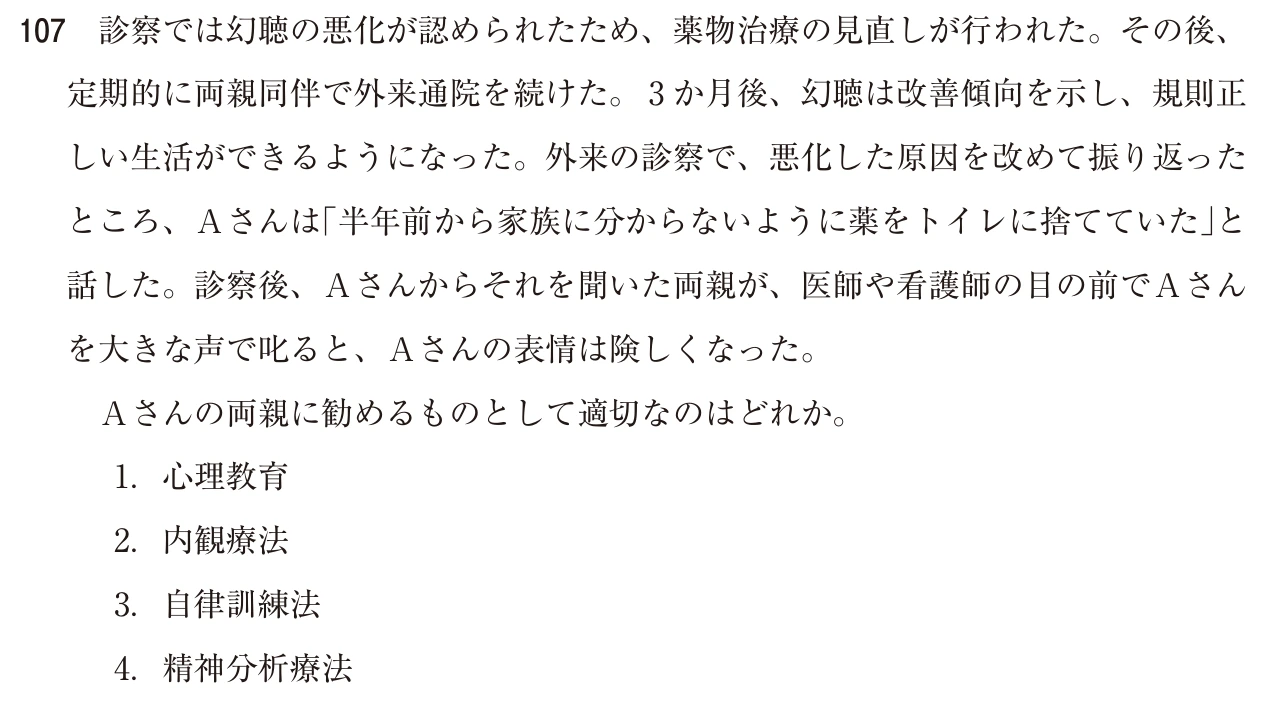 107 診察では幻聴の悪化が認められたため、薬物治療の見直しが行われた。その後、
定期的に両親同伴で外来通院を続けた。３か月後、幻聴は改善傾向を示し、規則正
しい生活ができるようになった。外来の診察で、悪化した原因を改めて振り返った
ところ、Ａさんは「半年前から家族に分からないように薬をトイレに捨てていた」と
話した。診察後、Ａさんからそれを聞いた両親が、医師や看護師の目の前でＡさん
を大きな声で叱ると、Ａさんの表情は険しくなった。
Ａさんの両親に勧めるものとして適切なのはどれか。
1. 心理教育
2. 内観療法
3. 自律訓練法
4. 精神分析療法